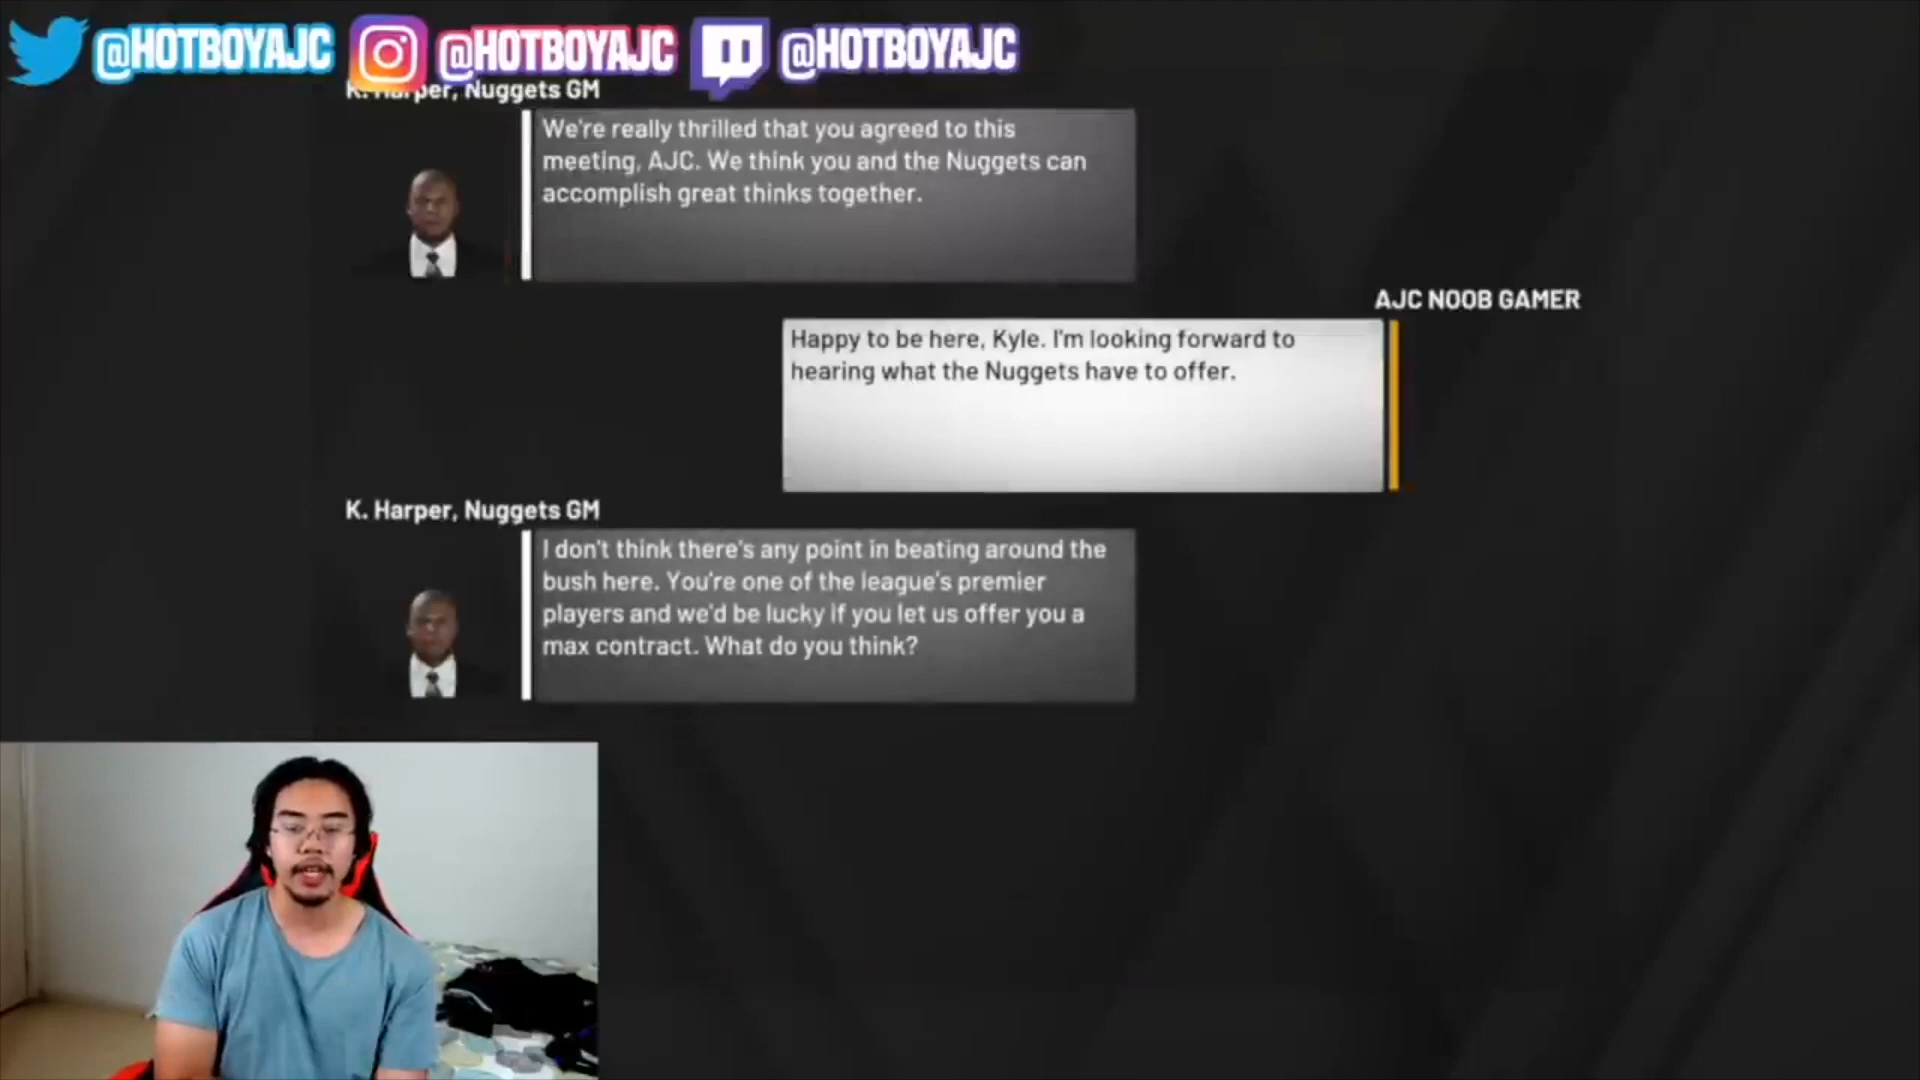 @HOTBOYAJC @HOTBOYAJC @HOTBOYAJC
K. Harper, Nuggets GM
We're really thrilled that you agreed to this
meeting, AJC. We think you and the Nuggets can
accomplish great thinks together.
AJC NOOB GAMER
Happy to be here, Kyle. I'm looking forward to
hearing what the Nuggets have to offer.
K. Harper, Nuggets GM
I don't think there's any point in beating around the
bush here. You're one of the league's premier
players and we'd be lucky if you let us offer you a
max contract. What do you think?